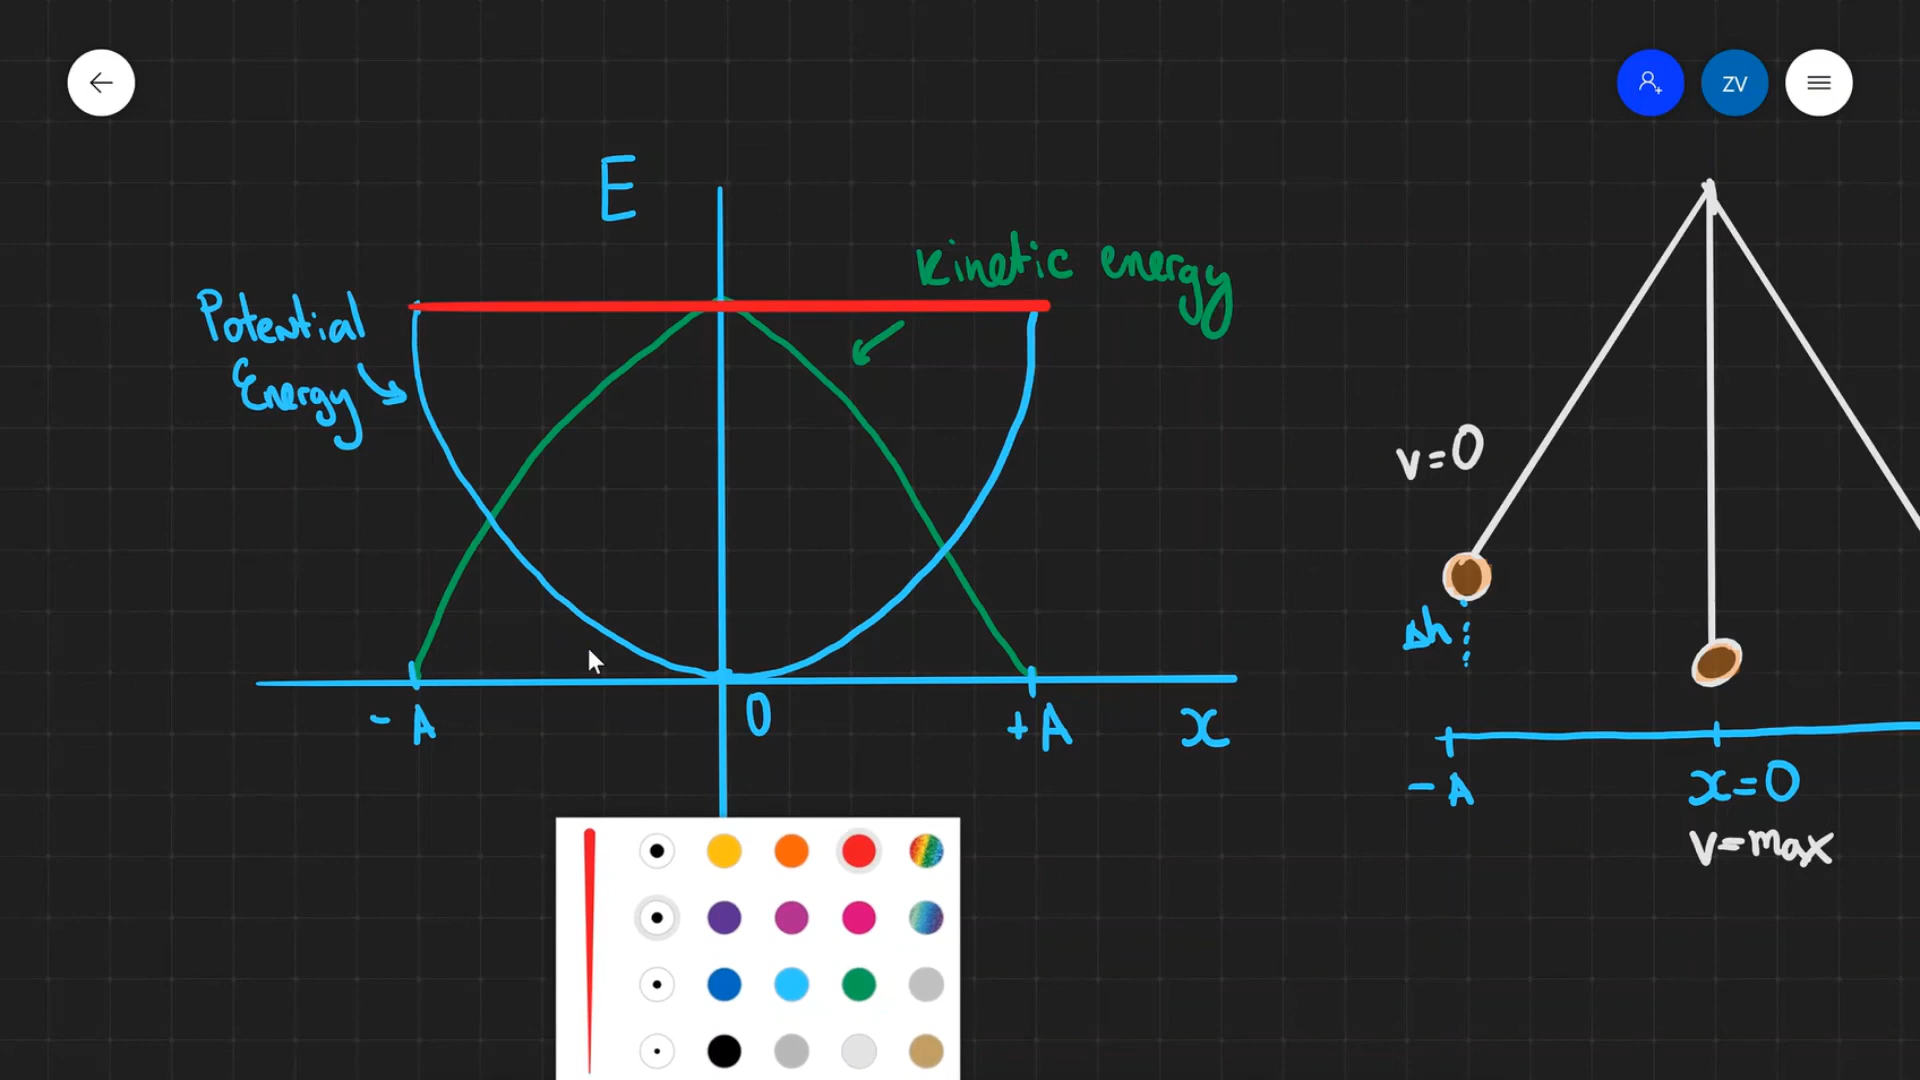 ZV
E
Kinetic energy
Potential
Energy
v=0
Δh
- A
0
+A
x
- A
x=0
v=max